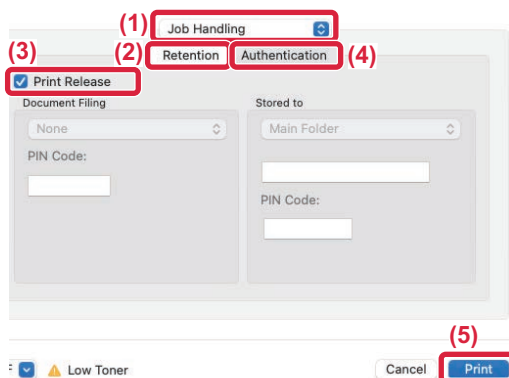 (1) Job Handling
(3) (2) Retention Authentication (4)
Print Release
Document Filing Stored to
None Main Folder
PIN Code:
PIN Code:
(5)
Low Toner Cancel Print